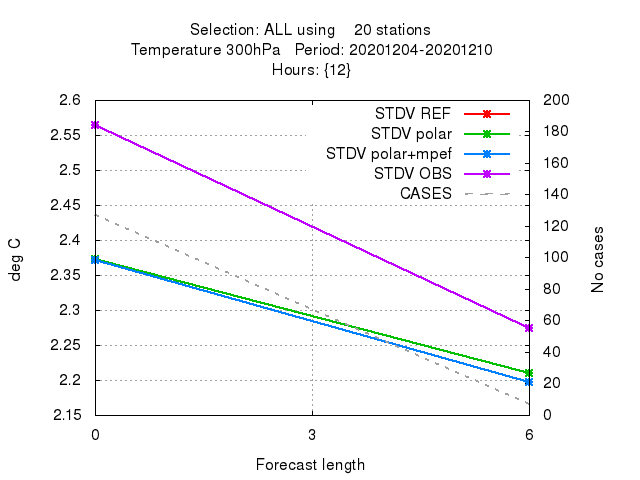 Selection: ALL using    20 stations
Temperature 300hPa   Period: 20201204-20201210
Hours: {12}
2.6
2.55
2.5
2.45
2.4
2.35
2.3
2.25
2.2
2.15
deg C
STDV REF
STDV polar
STDV polar+mpef
STDV OBS
CASES
200
180
160
140
120
100
80
60
40
20
0
No cases
0
3
6
Forecast length